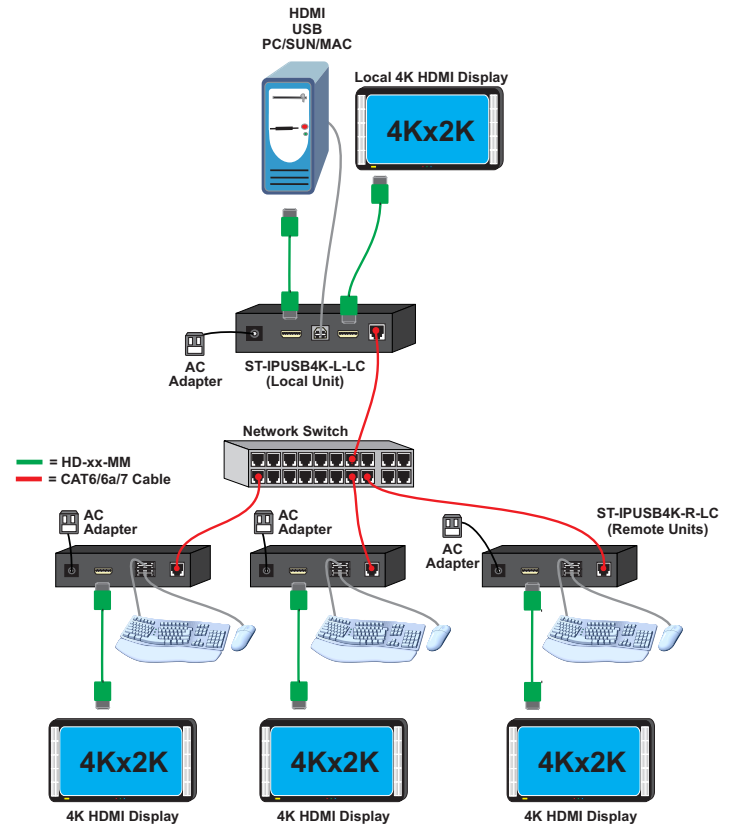 HDMI
USB
PC/SUN/MAC
Local 4K HDMI Display
4Kx2K
AC
Adapter
ST-IPUSB4K-L-LC
(Local Unit)
Network Switch
= HD-xx-MM
= CAT6/6a/7 Cable
AC
Adapter
AC
Adapter
ST-IPUSB4K-R-LC
(Remote Units)
AC
Adapter
4Kx2K
4Kx2K
4Kx2K
4K HDMI Display
4K HDMI Display
4K HDMI Display